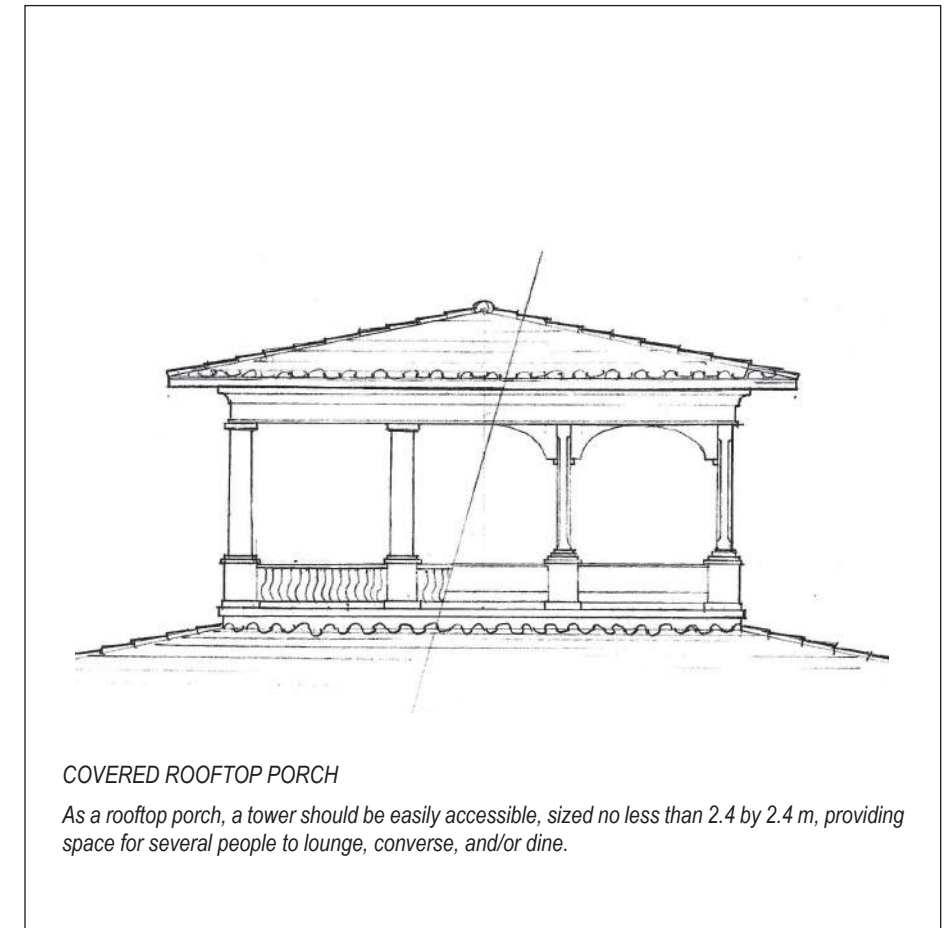 COVERED ROOFTOP PORCH
As a rooftop porch, a tower should be easily accessible, sized no less than 2.4 by 2.4 m, providing
space for several people to lounge, converse, and/or dine.